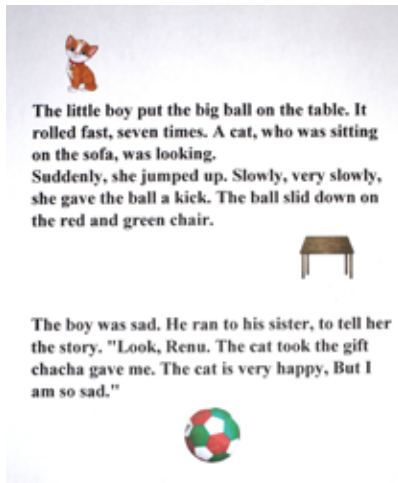 The little boy put the big ball on the table. It
rolled fast, seven times. A cat, who was sitting
on the sofa, was looking.
Suddenly, she jumped up. Slowly, very slowly,
she gave the ball a kick. The ball slid down on
the red and green chair.
The boy was sad. He ran to his sister, to tell her
the story. "Look, Renu. The cat took the gift
chacha gave me. The cat is very happy, But I
am so sad."